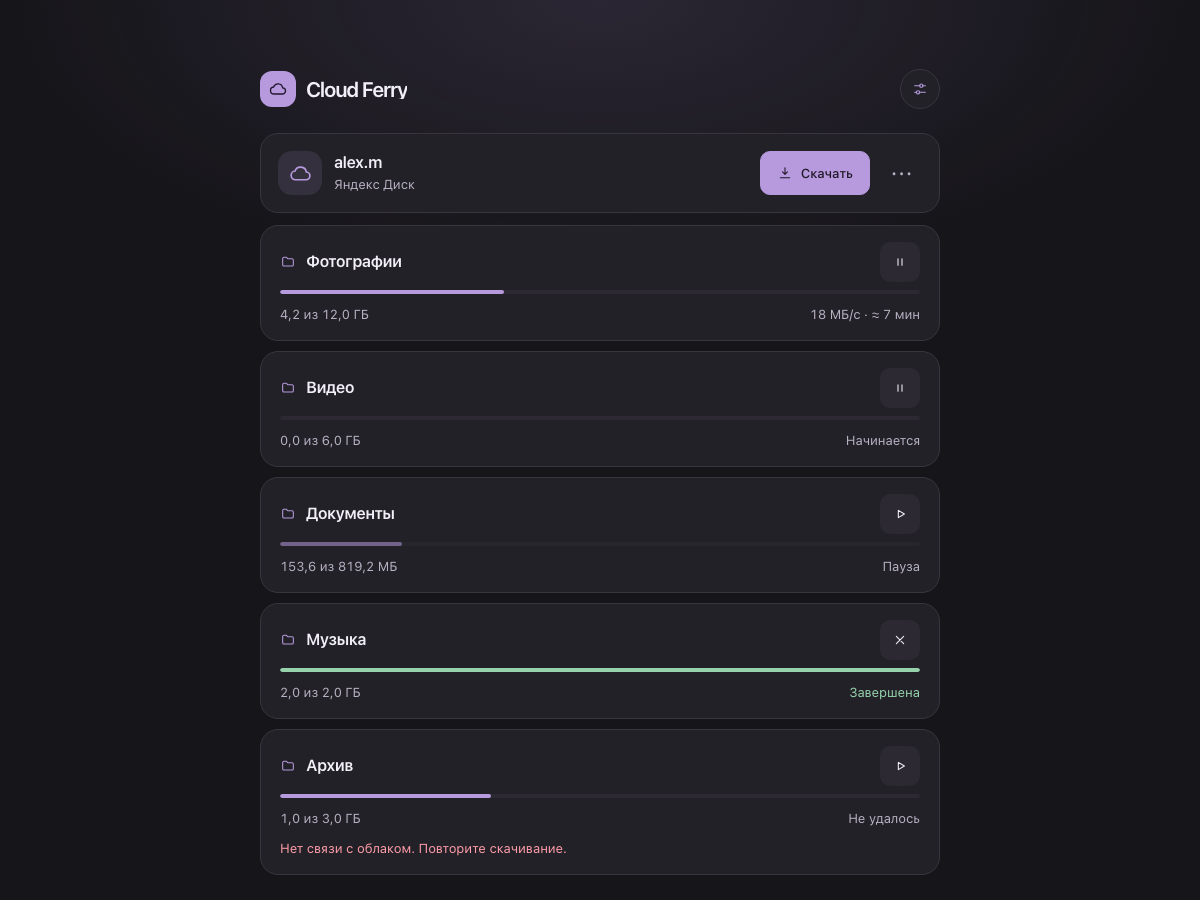 Cloud Ferry
alex.m
Яндекс Диск
Скачать
Фотографии
4,2 из 12,0 ГБ
18 МБ/с · ≈ 7 мин
Видео
0,0 из 6,0 ГБ
Начинается
Документы
153,6 из 819,2 МБ
Пауза
Музыка
2,0 из 2,0 ГБ
Завершена
Архив
1,0 из 3,0 ГБ
Не удалось
Нет связи с облаком. Повторите скачивание.